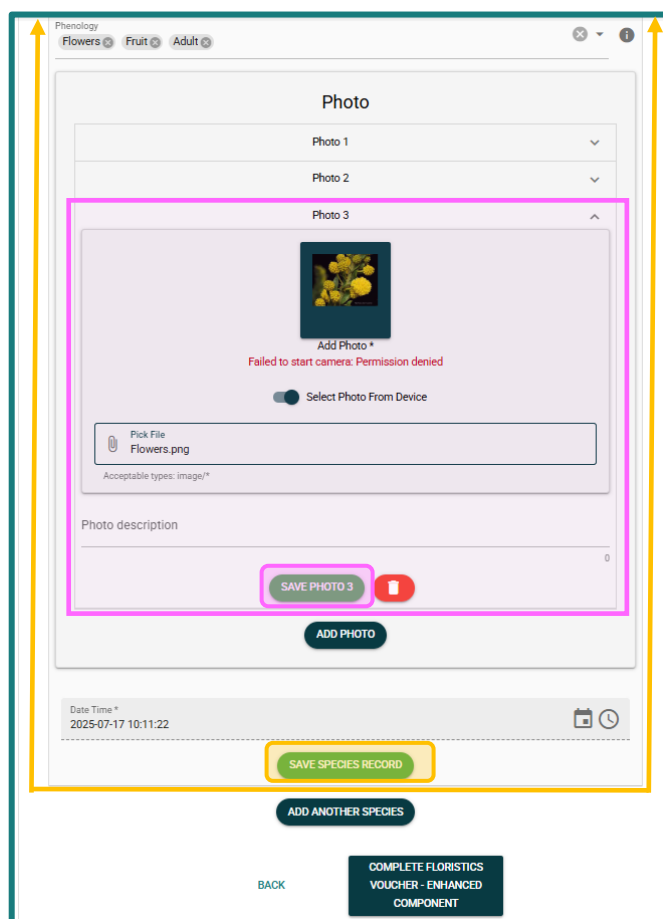 Phenology
Flowers Fruit Adult
Photo
Photo 1
Photo 2
Photo 3
Add Photo *
Failed to start camera: Permission denied
Select Photo From Device
Pick File
Flowers.png
Acceptable types: image/*
Photo description
0
SAVE PHOTO 3
ADD PHOTO
Date Time *
2025-07-17 10:11:22
SAVE SPECIES RECORD
ADD ANOTHER SPECIES
BACK
COMPLETE FLORISTICS
VOUCHER - ENHANCED
COMPONENT